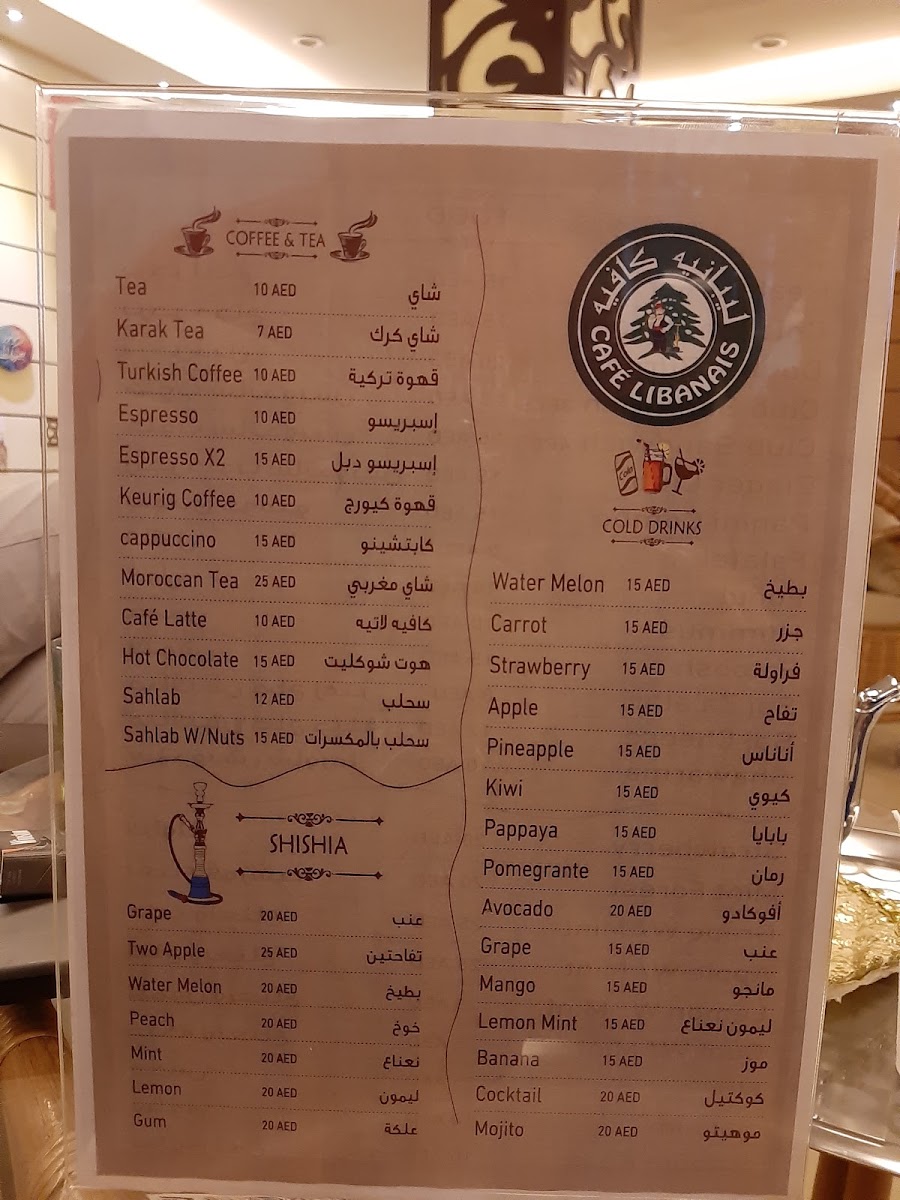 COFFEE & TEA
Tea 10 AED شاي
Karak Tea 7 AED شاي كرك
Turkish Coffee 10 AED قهوة تركية
Espresso 10 AED إسبريسو
Espresso X2 15 AED إسبريسو دبل
Keurig Coffee 10 AED قهوة كيورج
cappuccino 15 AED كابتشينو
Moroccan Tea 25 AED شاي مغربي
Café Latte 10 AED كافيه لاتيه
Hot Chocolate 15 AED هوت شوكليت
Sahlab 12 AED سحلب
Sahlab W/Nuts 15 AED سحلب بالمكسرات
SHISHIA
Grape 20 AED عنب
Two Apple 25 AED تفاحتين
Water Melon 20 AED بطيخ
Peach 20 AED خوخ
Mint 20 AED نعناع
Lemon 20 AED ليمون
Gum 20 AED علكة
ليبانيه كافيه
CAFÉ LIBANAIS
COLD DRINKS
Water Melon 15 AED بطيخ
Carrot 15 AED جزر
Strawberry 15 AED فراولة
Apple 15 AED تفاح
Pineapple 15 AED أناناس
Kiwi 15 AED كيوي
Pappaya 15 AED بابايا
Pomegrante 15 AED رمان
Avocado 20 AED أفوكادو
Grape 15 AED عنب
Mango 15 AED مانجو
Lemon Mint 15 AED ليمون نعناع
Banana 15 AED موز
Cocktail 20 AED كوكتيل
Mojito 20 AED موهيتو